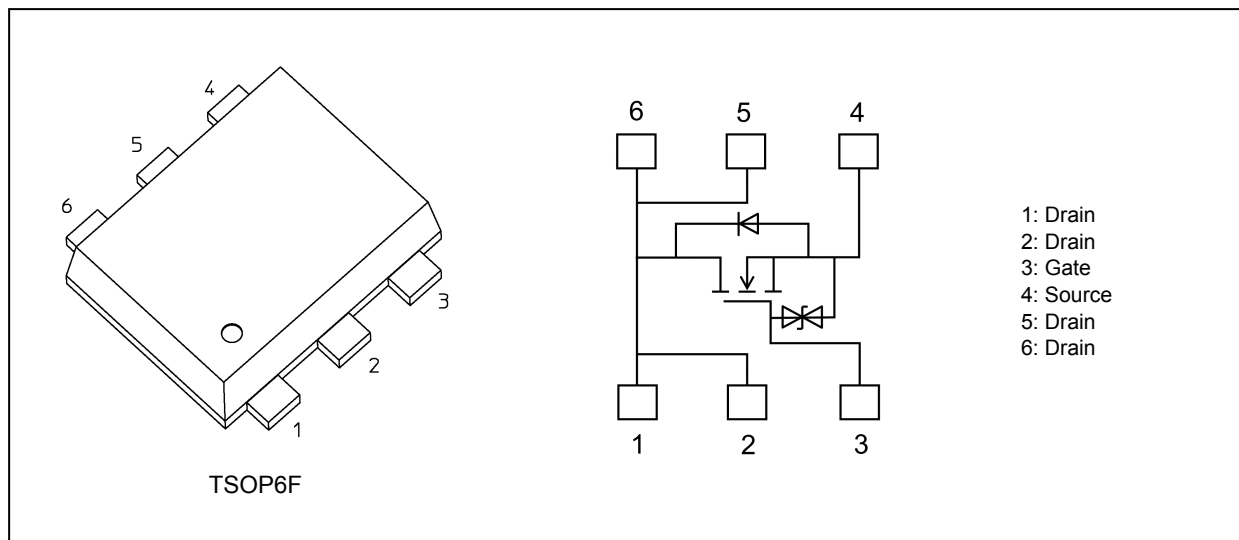 4
5
6
3
2
1
TSOP6F
6 5 4
1 2 3
1: Drain
2: Drain
3: Gate
4: Source
5: Drain
6: Drain